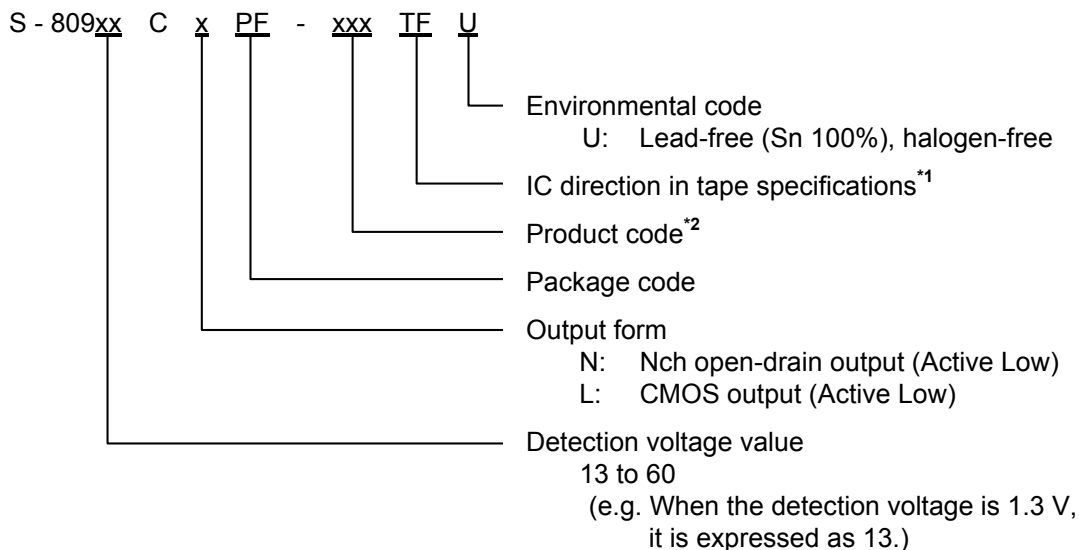 S - 809xx C x PF - xxx TF U
Environmental code
U: Lead-free (Sn 100%), halogen-free
IC direction in tape specifications*1
Product code*2
Package code
Output form
N: Nch open-drain output (Active Low)
L: CMOS output (Active Low)
Detection voltage value
13 to 60
(e.g. When the detection voltage is 1.3 V,
it is expressed as 13.)